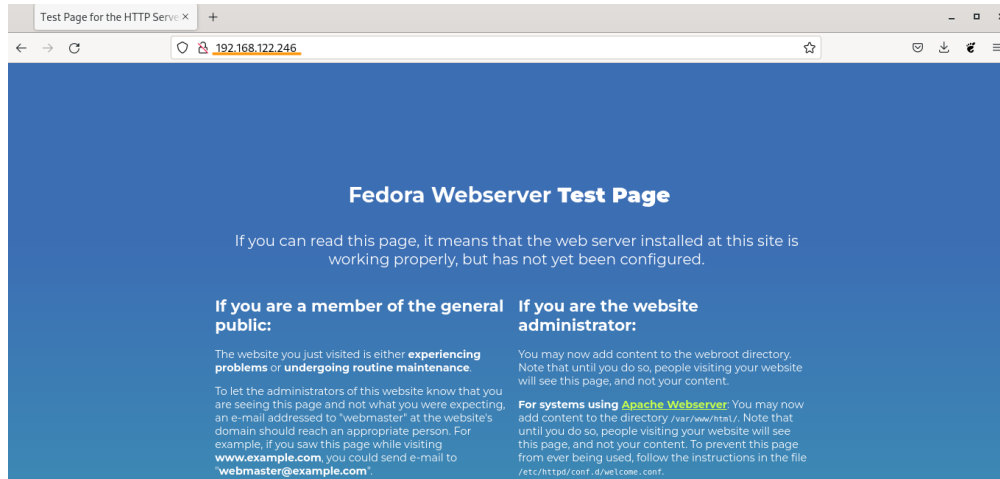 Test Page for the HTTP Serve
192.168.122.246
Fedora Webserver Test Page
If you can read this page, it means that the web server installed at this site is
working properly, but has not yet been configured.
If you are a member of the general
public:
The website you just visited is either experiencing
problems or undergoing routine maintenance.
To let the administrators of this website know that you
are seeing this page and not what you were expecting,
an e-mail addressed to "webmaster" at the website's
domain should reach an appropriate person. For
example, if you saw this page while visiting
www.example.com, you could send e-mail to
"webmaster@example.com".
If you are the website
administrator:
You may now add content to the webroot directory.
Note that until you do so, people visiting your website
will see this page, and not your content.
For systems using Apache Webserver: You may now
add content to the directory /var/www/html/. Note that
until you do so, people visiting your website will see
this page, and not your content. To prevent this page
from ever being used, follow the instructions in the file
/etc/httpd/conf.d/welcome.conf.